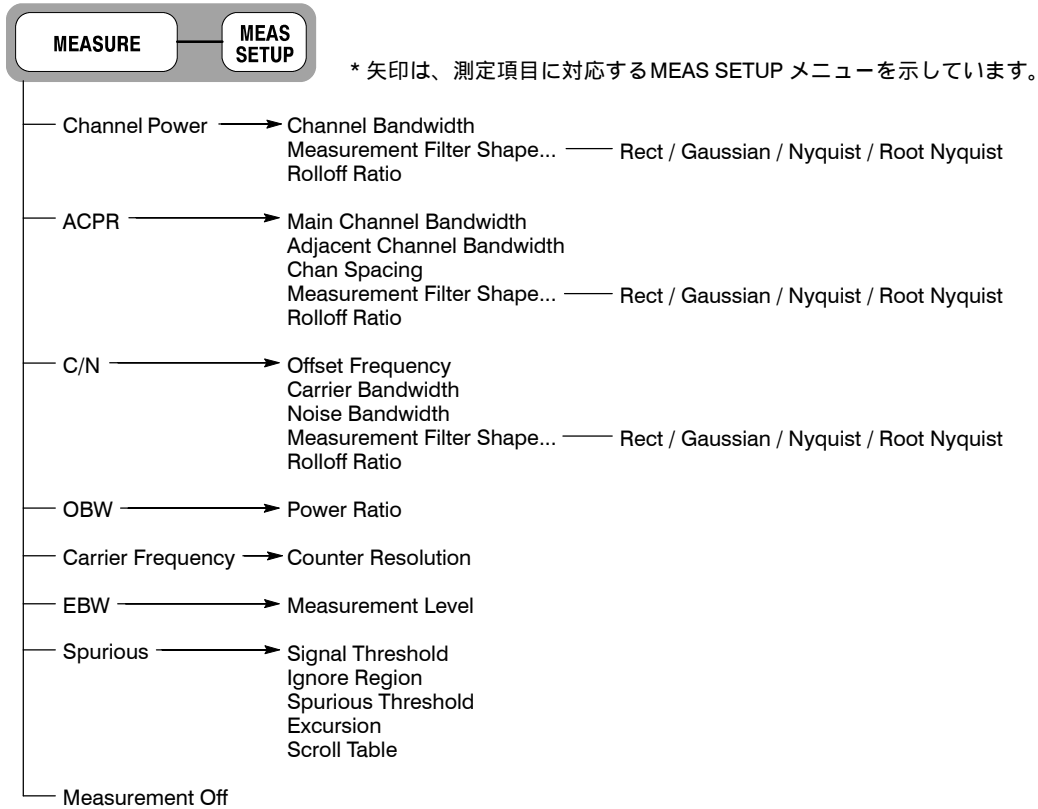 MEASURE
MEAS
SETUP
* 矢印は、測定項目に対応するMEAS SETUP メニューを示しています。
Channel Power
Channel Bandwidth
Measurement Filter Shape... Rect / Gaussian / Nyquist / Root Nyquist
Rolloff Ratio
ACPR
Main Channel Bandwidth
Adjacent Channel Bandwidth
Chan Spacing
Measurement Filter Shape... Rect / Gaussian / Nyquist / Root Nyquist
Rolloff Ratio
C/N
Offset Frequency
Carrier Bandwidth
Noise Bandwidth
Measurement Filter Shape... Rect / Gaussian / Nyquist / Root Nyquist
Rolloff Ratio
OBW
Power Ratio
Carrier Frequency
Counter Resolution
EBW
Measurement Level
Spurious
Signal Threshold
Ignore Region
Spurious Threshold
Excursion
Scroll Table
Measurement Off